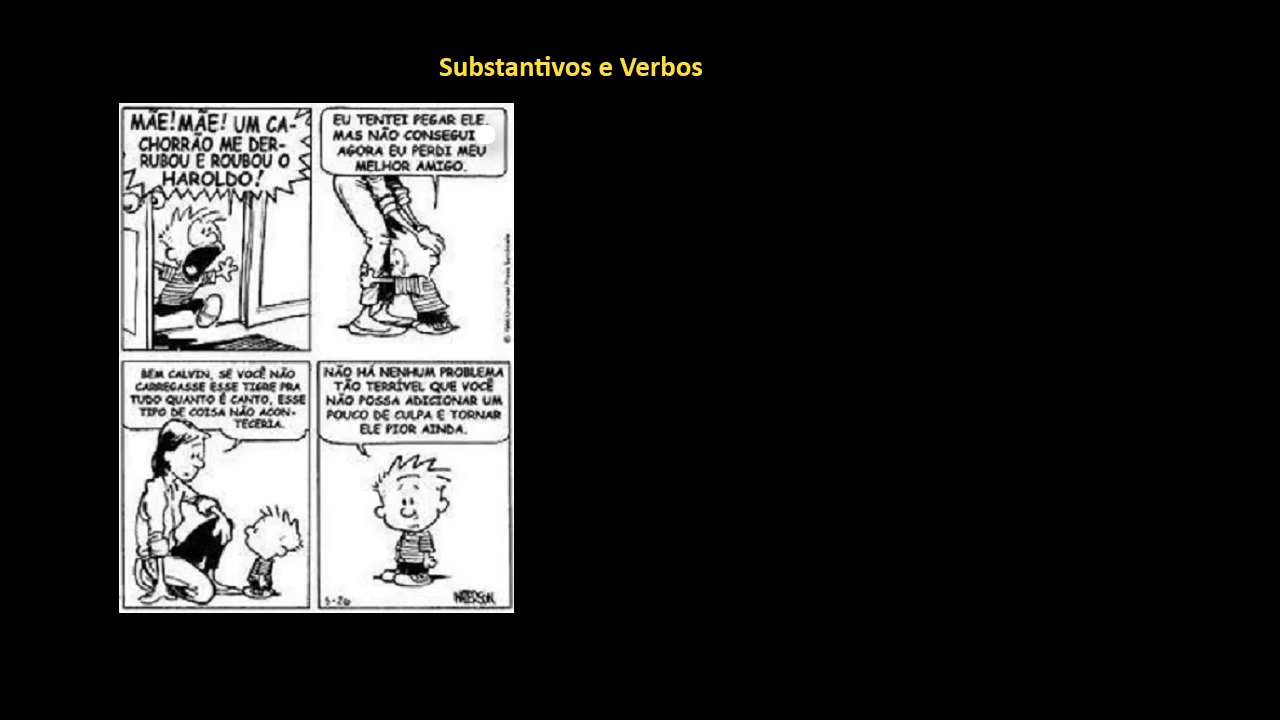 Substantivos e Verbos
MÃE! MÃE! UM CA-
CHORRÃO ME DER-
RUBOU E ROUBOU O
HAROLDO!
EU TENTEI PEGAR ELE,
MAS NÃO CONSEGUI
AGORA EU PERDI MEU
MELHOR AMIGO.
BEM CALVIN, SE VOCÊ NÃO
CARREGASSE ESSE TIGRE PRA
TUDO QUANTO É CANTO, ESSE
TIPO DE COISA NÃO ACON-
TECERIA.
NÃO HÁ NENHUM PROBLEMA
TÃO TERRÍVEL QUE VOCÊ
NÃO POSSA ADICIONAR UM
POUCO DE CULPA E TORNAR
ELE PIOR AINDA.
5-26
WATTERSON